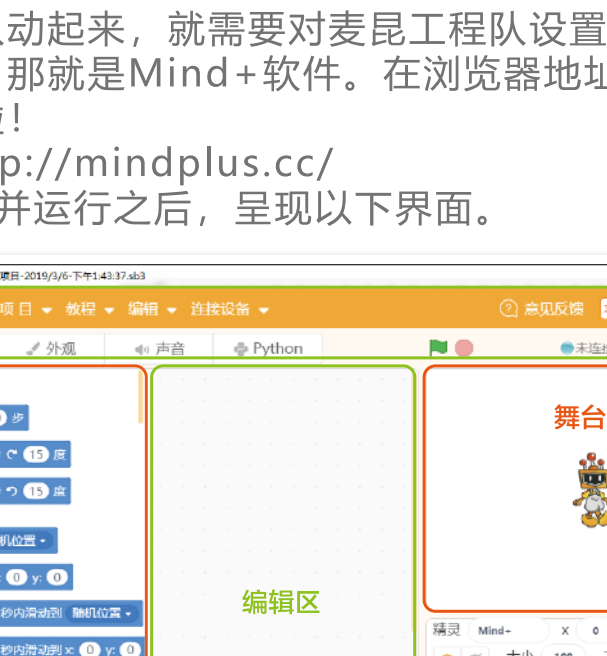 动起来，就需要对麦昆工程队设置
那就是Mind+软件。在浏览器地址
!
p://mindplus.cc/
并运行之后，呈现以下界面。
项目-2019/3/6-下午1:43:37.sb3
项目 教程 编辑 连接设备 意见反馈
外观 声音 Python 未连接
舞台
步
15 度
15 度
机位置
0 y: 0
秒内滑动到 随机位置
编辑区
秒内滑动到 x: 0 y: 0
精灵 Mind+ X 0
大小 100